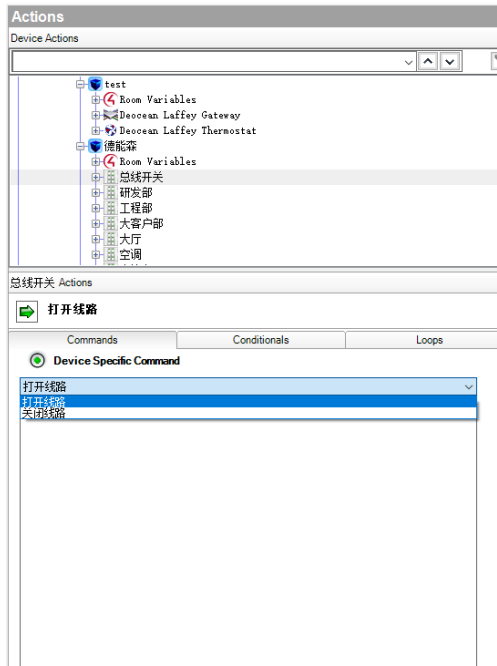 Actions
Device Actions
test
Room Variables
Deocean Laffey Gateway
Deocean Laffey Thermostat
德能森
Room Variables
总线开关
研发部
工程部
大客户部
大厅
空调
总线开关 Actions
打开线路
Commands Conditionals Loops
Device Specific Command
打开线路
打开线路
关闭线路